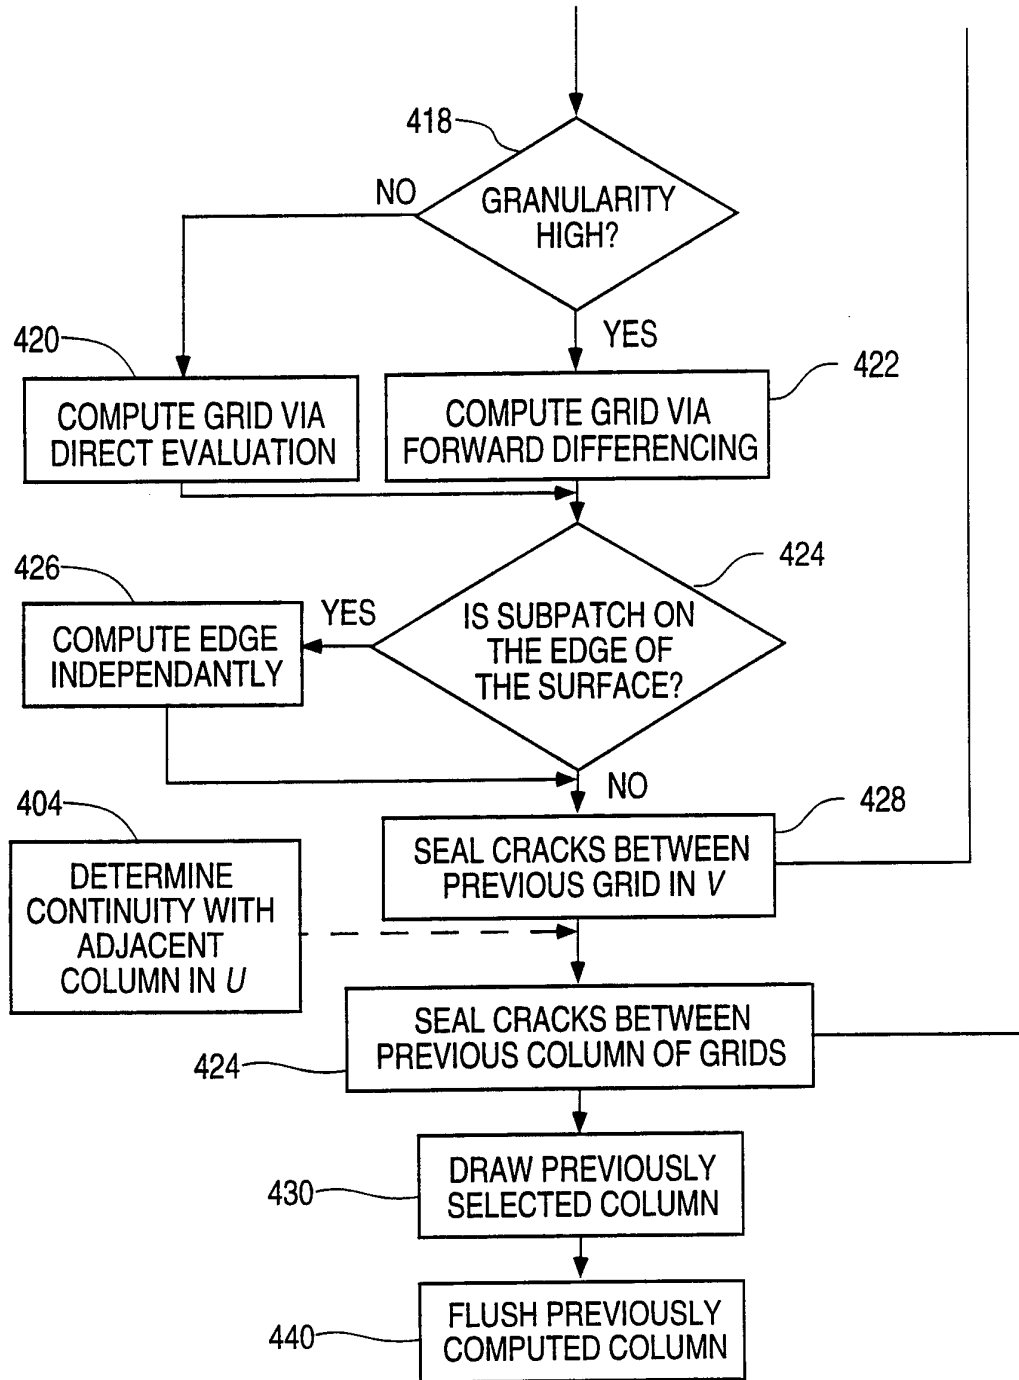 418
NO
GRANULARITY
HIGH?
YES
420
422
COMPUTE GRID VIA
DIRECT EVALUATION
COMPUTE GRID VIA
FORWARD DIFFERENCING
426
424
YES
COMPUTE EDGE
INDEPENDANTLY
IS SUBPATCH ON
THE EDGE OF
THE SURFACE?
NO
404
428
DETERMINE
CONTINUITY WITH
ADJACENT
COLUMN IN U
SEAL CRACKS BETWEEN
PREVIOUS GRID IN V
SEAL CRACKS BETWEEN
PREVIOUS COLUMN OF GRIDS
424
DRAW PREVIOUSLY
SELECTED COLUMN
430
FLUSH PREVIOUSLY
COMPUTED COLUMN
440